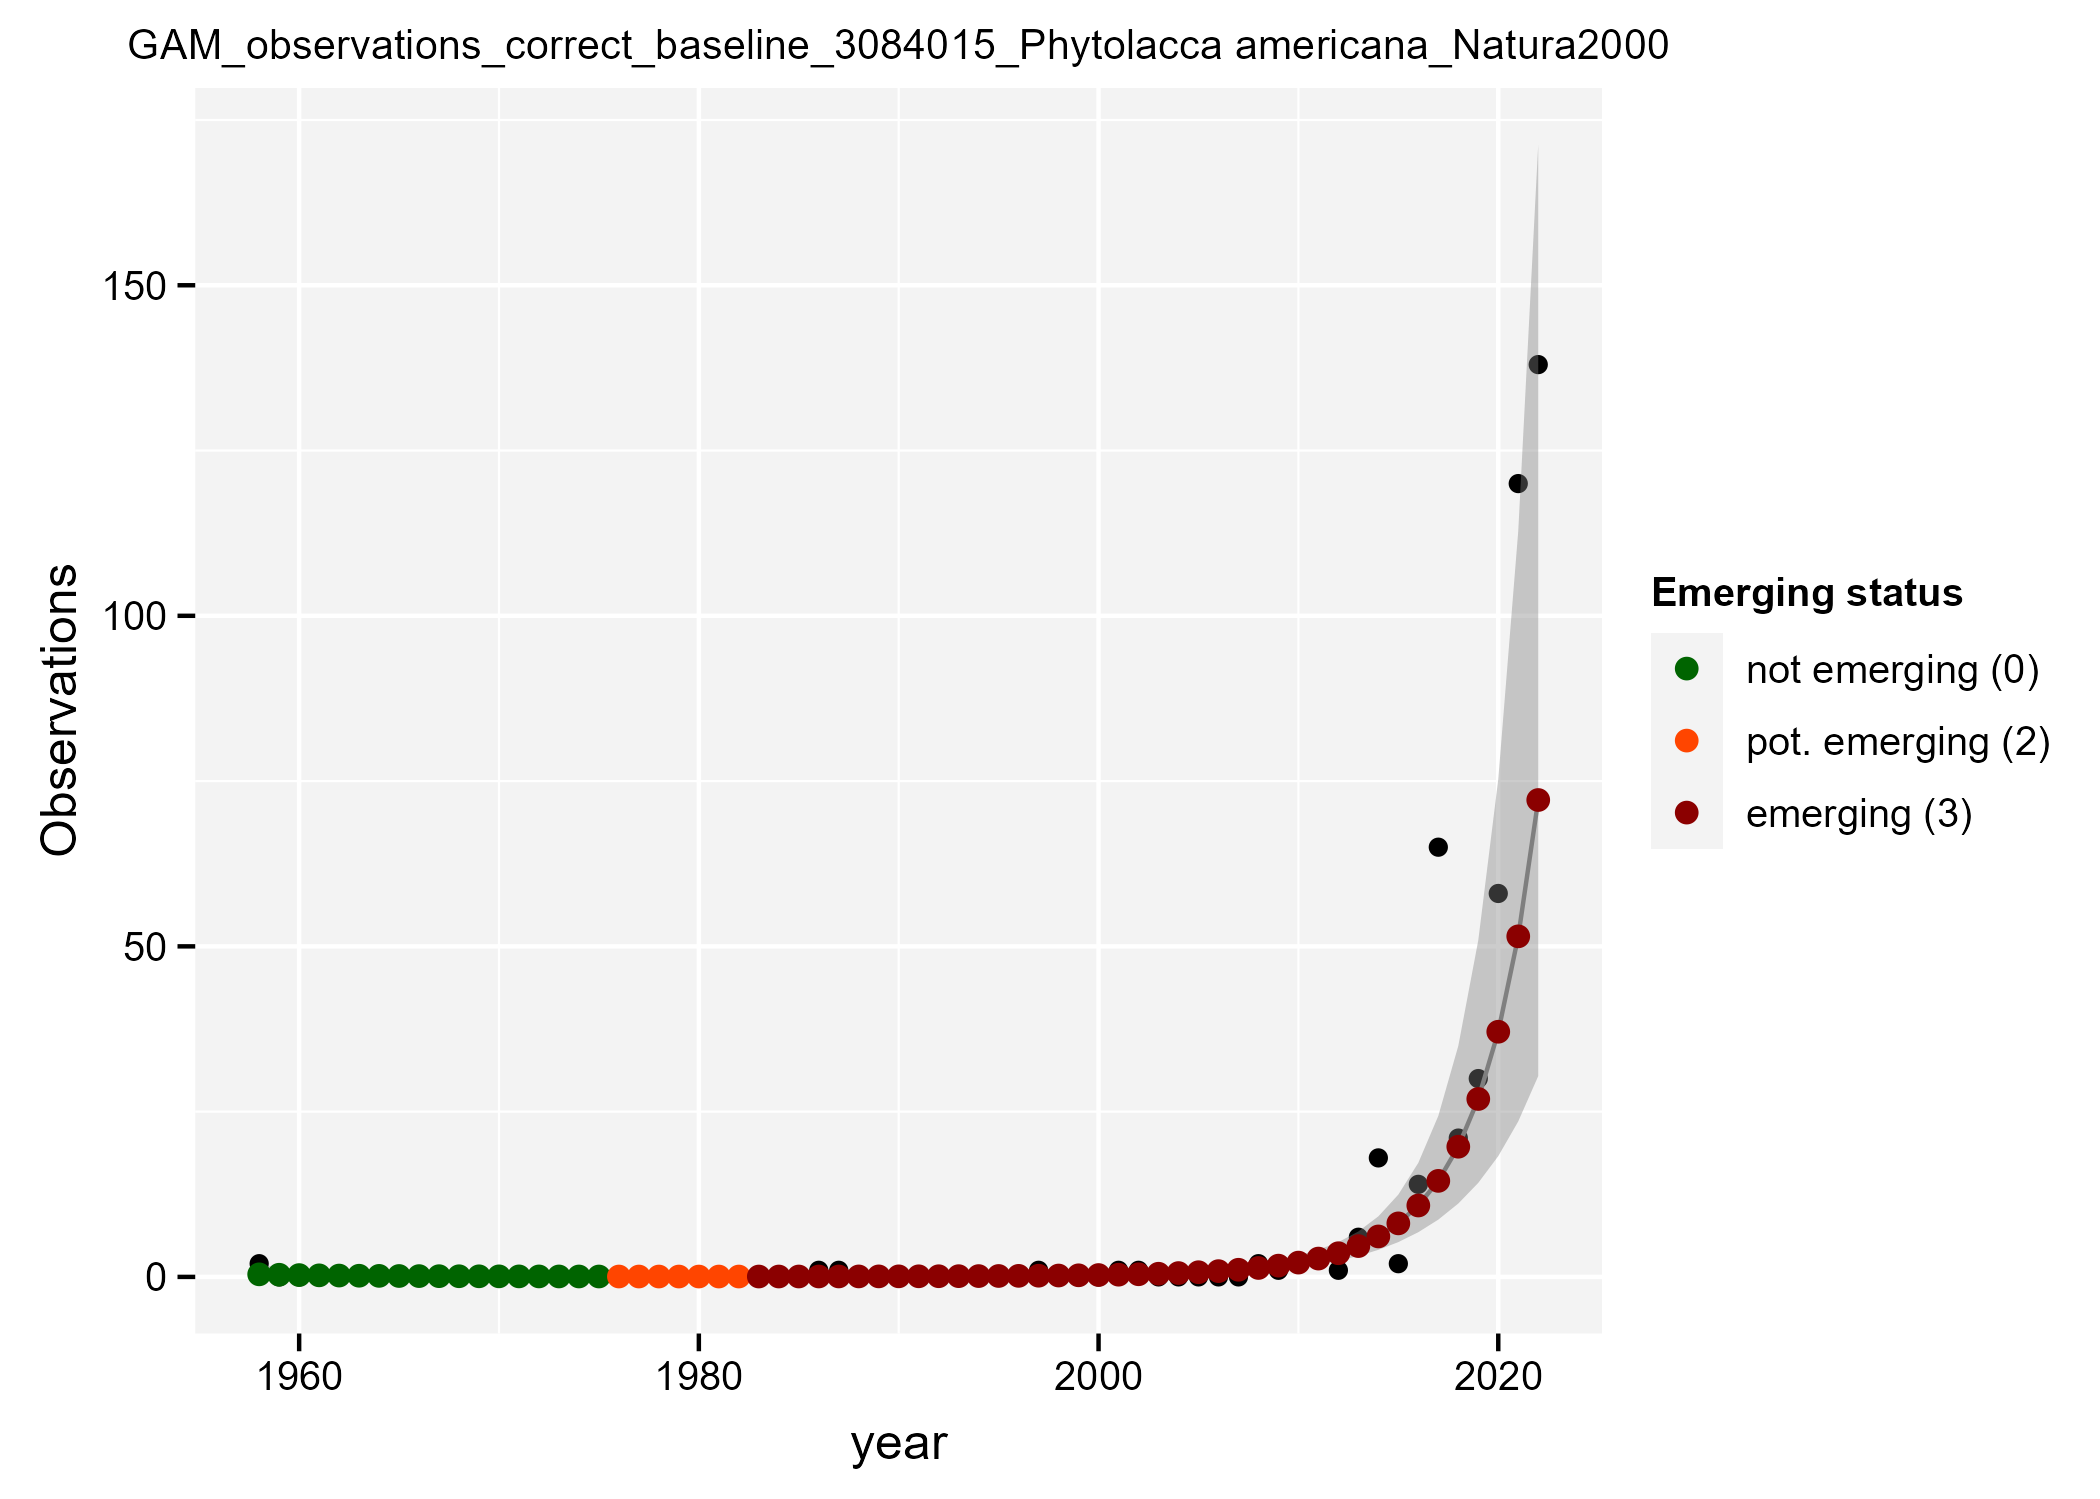 GAM_observations_correct_baseline_3084015_Phytolacca americana_Natura2000
Observations
150
100
50
0
1960
1980
2000
2020
year
Emerging status
not emerging (0)
pot. emerging (2)
emerging (3)